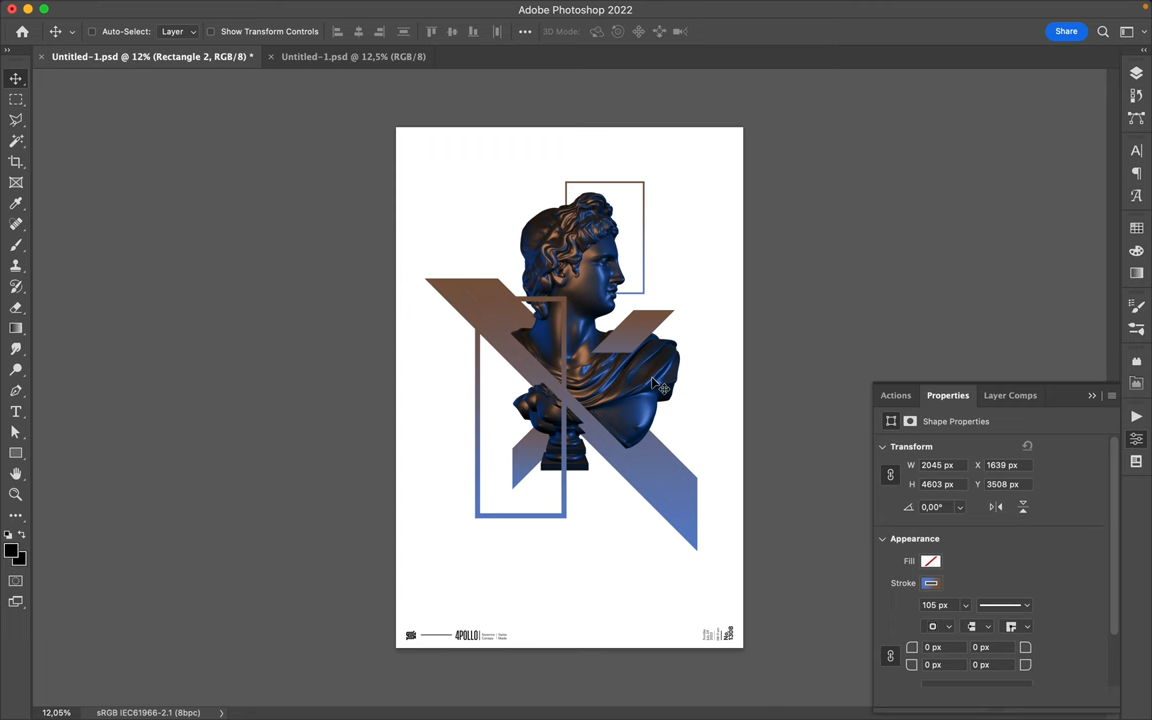 Adobe Photoshop 2022
Auto-Select:
Layer
Show Transform Controls
3D Mode:
Share
Untitled-1.psd @ 12% (Rectangle 2, RGB/8) *
Untitled-1.psd @ 12,5% (RGB/8)
Actions
Properties
Layer Comps
Shape Properties
Transform
W 2045 px X 1639 px
H 4603 px Y 3508 px
0,00°
Appearance
Fill
Stroke
105 px
0 px 0 px
0 px 0 px
4POLLO
No.
1308
12,05%
sRGB IEC61966-2.1 (8bpc)